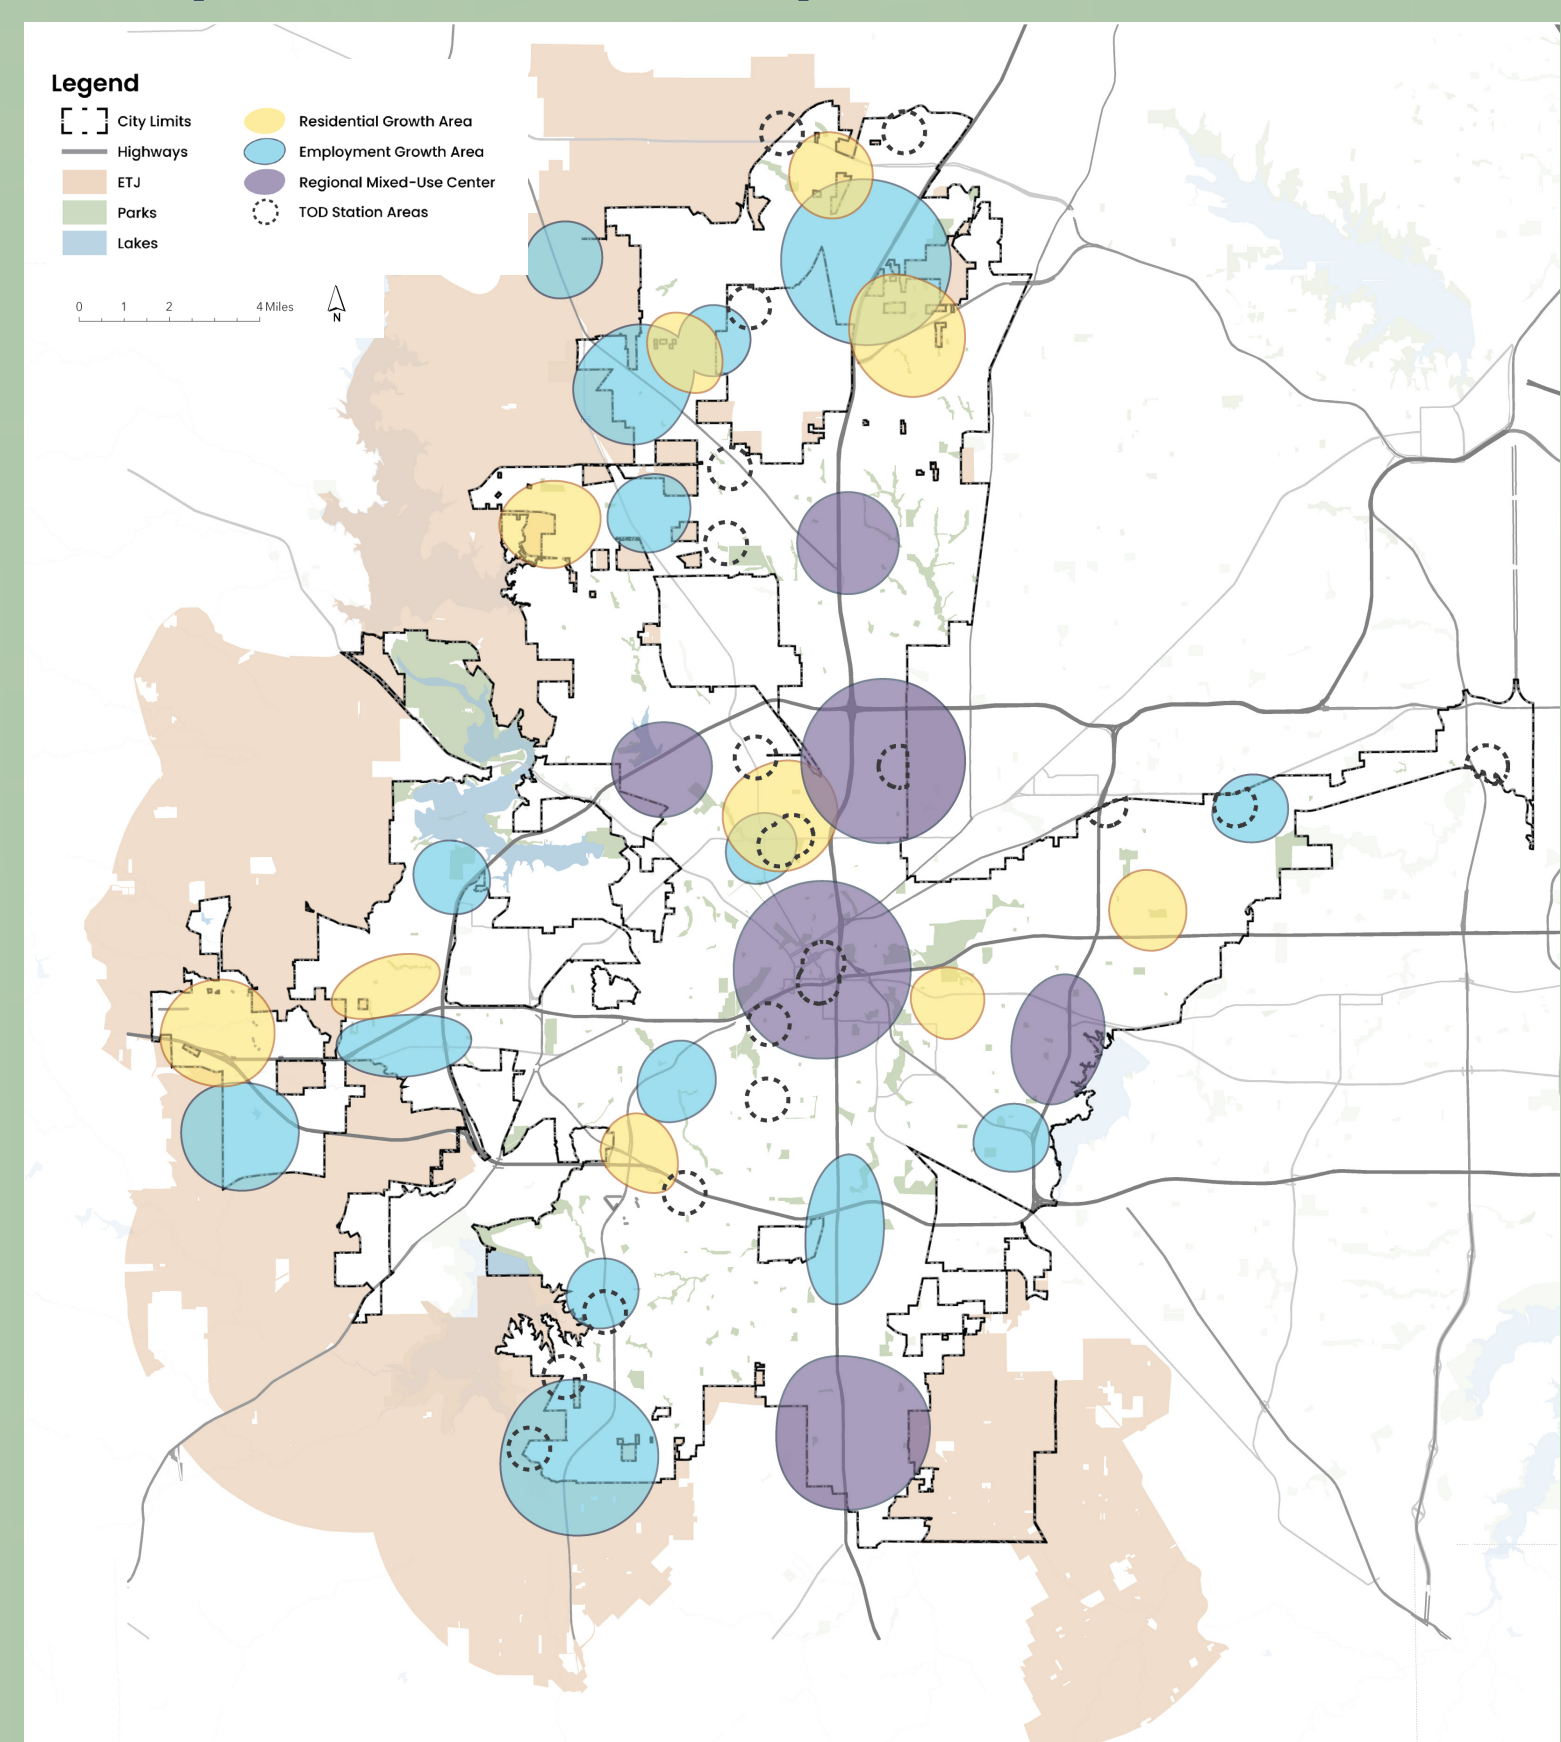 Legend
City Limits
Highways
ETJ
Parks
Lakes
Residential Growth Area
Employment Growth Area
Regional Mixed-Use Center
TOD Station Areas
0 1 2 4 Miles
N